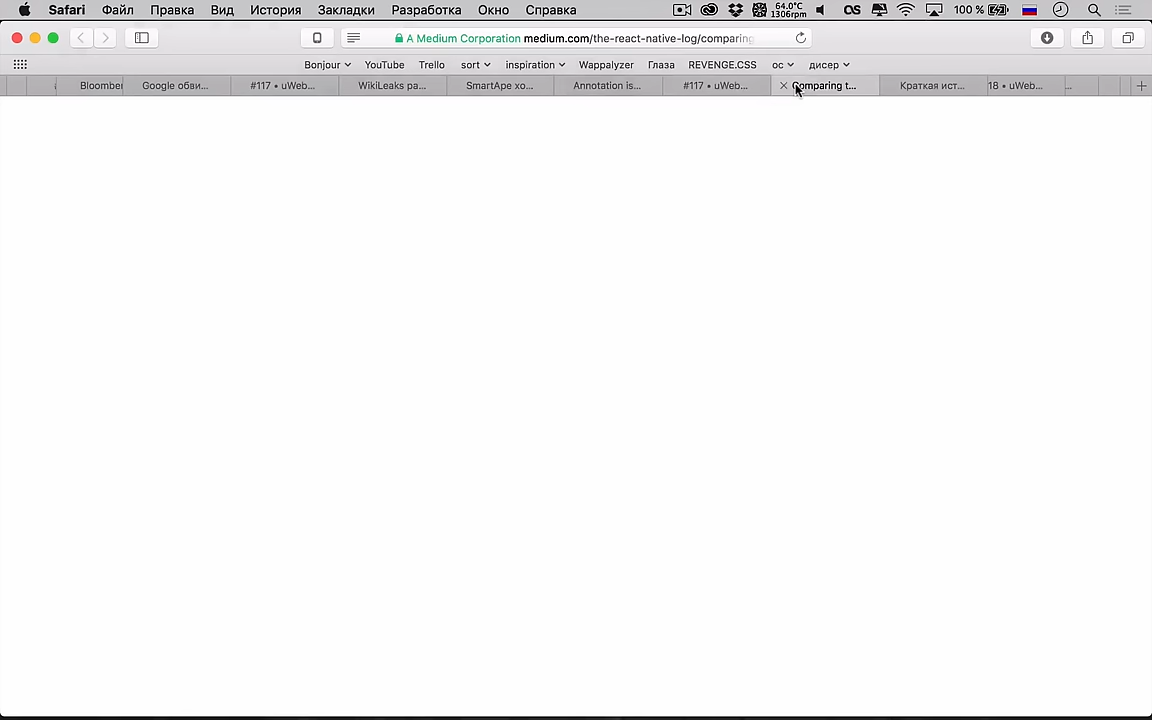 Safari Файл Правка Вид История Закладки Разработка Окно Справка 64.0°C 1306rpm 100 %
A Medium Corporation medium.com/the-react-native-log/comparing
Bonjour YouTube Trello sort inspiration Wappalyzer Глаза REVENGE.CSS ос дисер
Bloomber Google обви... #117 • uWeb... WikiLeaks ра... SmartApe хо... Annotation is... #117 • uWeb... Comparing t... Краткая ист... 18 • uWeb... ...